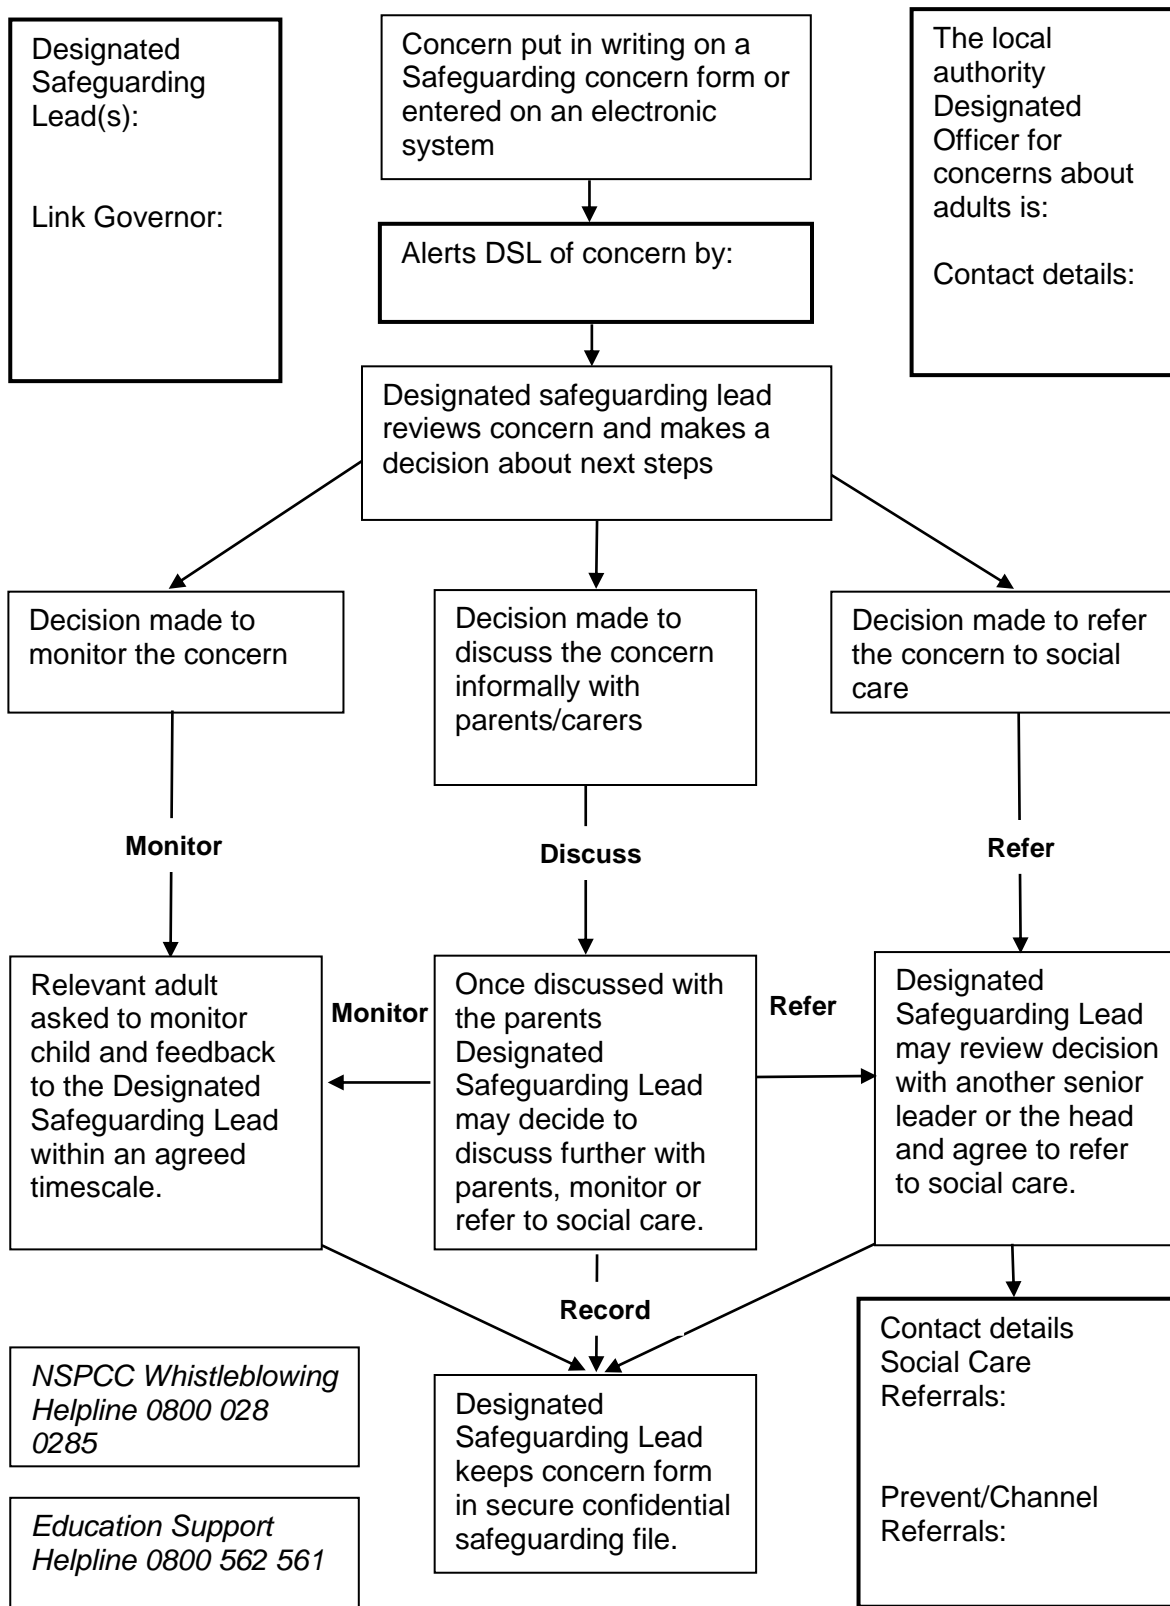 Designated
Safeguarding
Lead(s):
Link Governor:
Concern put in writing on a
Safeguarding concern form or
entered on an electronic
system
The local
authority
Designated
Officer for
concerns about
adults is:
Contact details:
Alerts DSL of concern by:
Designated safeguarding lead
reviews concern and makes a
decision about next steps
Decision made to
monitor the concern
Decision made to
discuss the concern
informally with
parents/carers
Decision made to refer
the concern to social
care
Monitor
Discuss
Refer
Relevant adult
asked to monitor
child and feedback
to the Designated
Safeguarding Lead
within an agreed
timescale.
Monitor
Once discussed with
the parents
Designated
Safeguarding Lead
may decide to
discuss further with
parents, monitor or
refer to social care.
Refer
Designated
Safeguarding Lead
may review decision
with another senior
leader or the head
and agree to refer
to social care.
Record
NSPCC Whistleblowing
Helpline 0800 028
0285
Education Support
Helpline 0800 562 561
Designated
Safeguarding Lead
keeps concern form
in secure confidential
safeguarding file.
Contact details
Social Care
Referrals:
Prevent/Channel
Referrals: